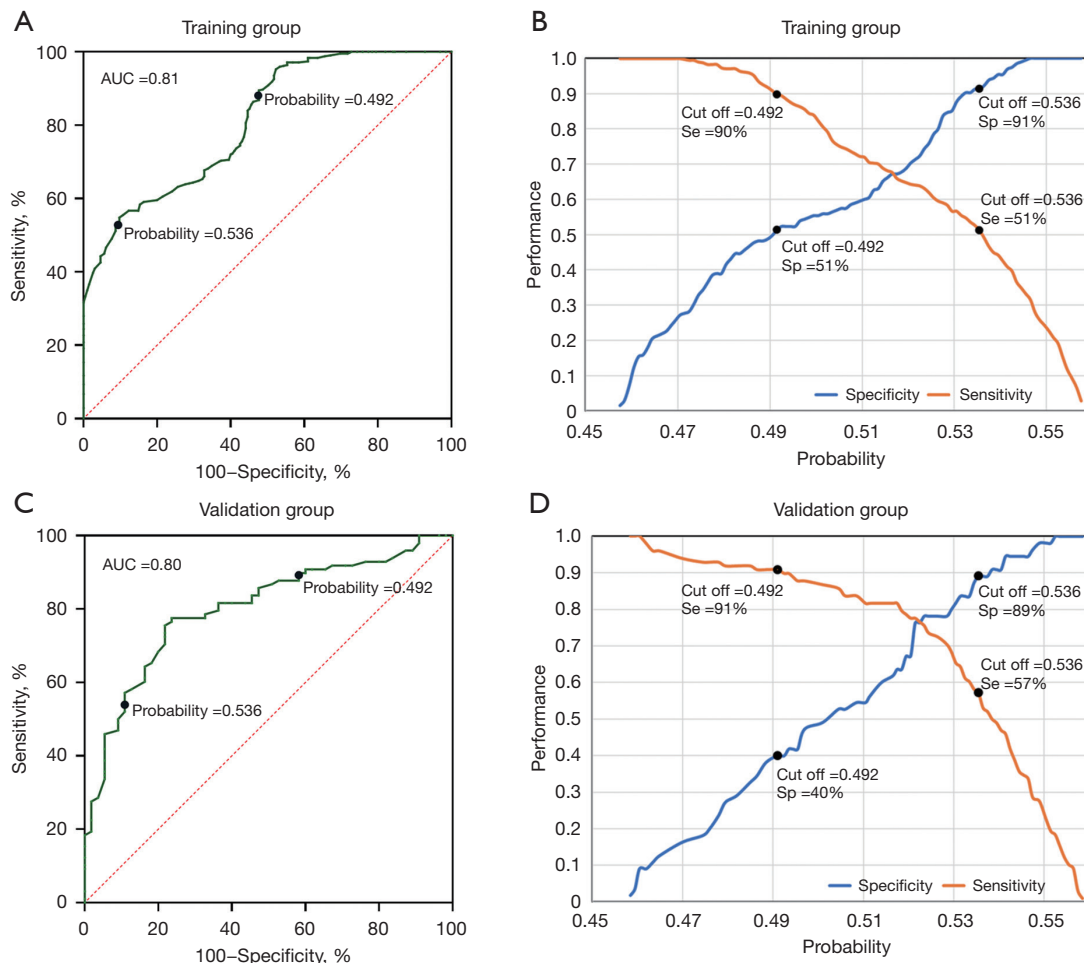 A
Training group
100
80
60
40
20
0
Sensitivity, %
AUC =0.81
Probability =0.492
Probability =0.536
0
20
40
60
80
100
100–Specificity, %
B
Training group
1.0
0.9
0.8
0.7
0.6
0.5
0.4
0.3
0.2
0.1
0
Performance
Cut off =0.492
Se =90%
Cut off =0.536
Sp =91%
Cut off =0.536
Se =51%
Cut off =0.492
Sp =51%
Specificity
Sensitivity
0.45
0.47
0.49
0.51
0.53
0.55
Probability
C
Validation group
100
80
60
40
20
0
Sensitivity, %
AUC =0.80
Probability =0.492
Probability =0.536
0
20
40
60
80
100
100–Specificity, %
D
Validation group
1.0
0.9
0.8
0.7
0.6
0.5
0.4
0.3
0.2
0.1
0
Performance
Cut off =0.492
Se =91%
Cut off =0.536
Sp =89%
Cut off =0.536
Se =57%
Cut off =0.492
Sp =40%
Specificity
Sensitivity
0.45
0.47
0.49
0.51
0.53
0.55
Probability